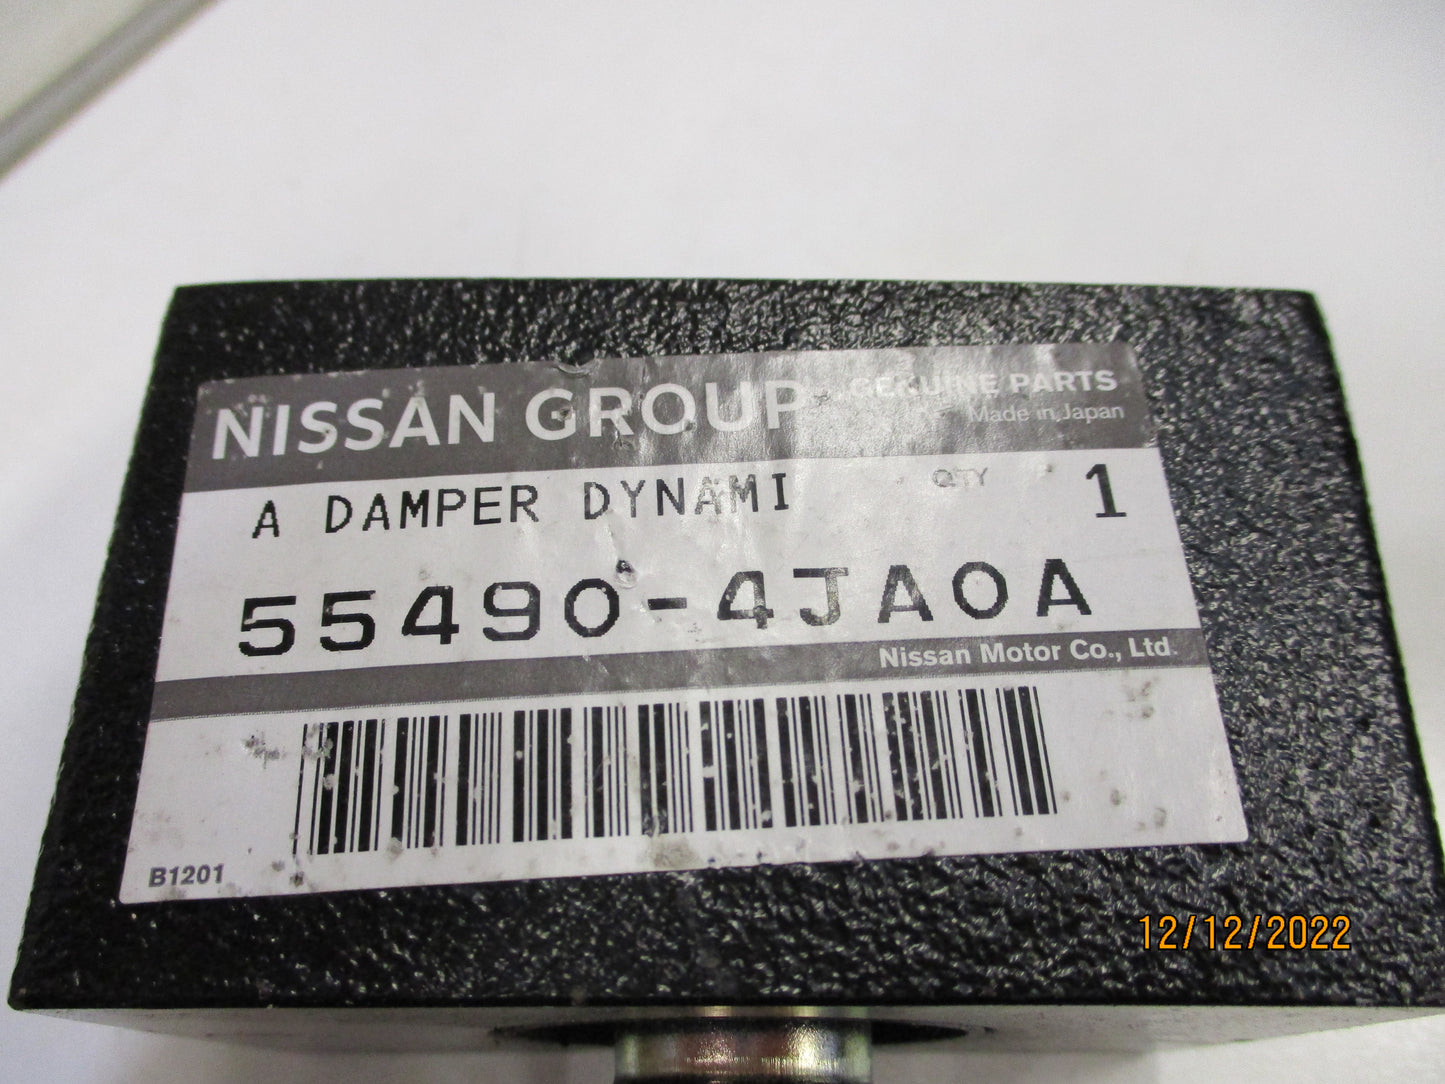 NISSAN GROUP GENUINE PARTS
Made in Japan
A DAMPER DYNAMI QTY 1
55490-4JA0A
Nissan Motor Co., Ltd.
B1201
12/12/2022